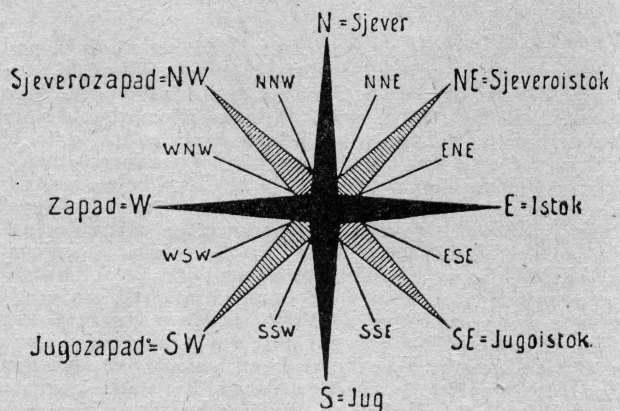 N = Sjever
Sjeverozapad = NW
NNW
NNE
NE = Sjeveroistok
WNW
ENE
Zapad = W
E = Istok
WSW
ESE
Jugozapad = SW
SSW
SSE
SE = Jugoistok.
S = Jug